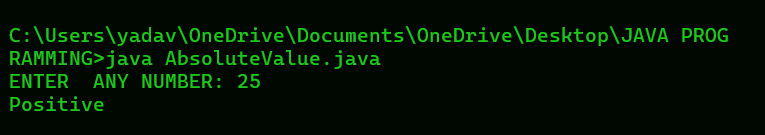 C:\Users\yadav\OneDrive\Documents\OneDrive\Desktop\JAVA PROG
RAMMING>java AbsoluteValue.java
ENTER  ANY NUMBER: 25
Positive